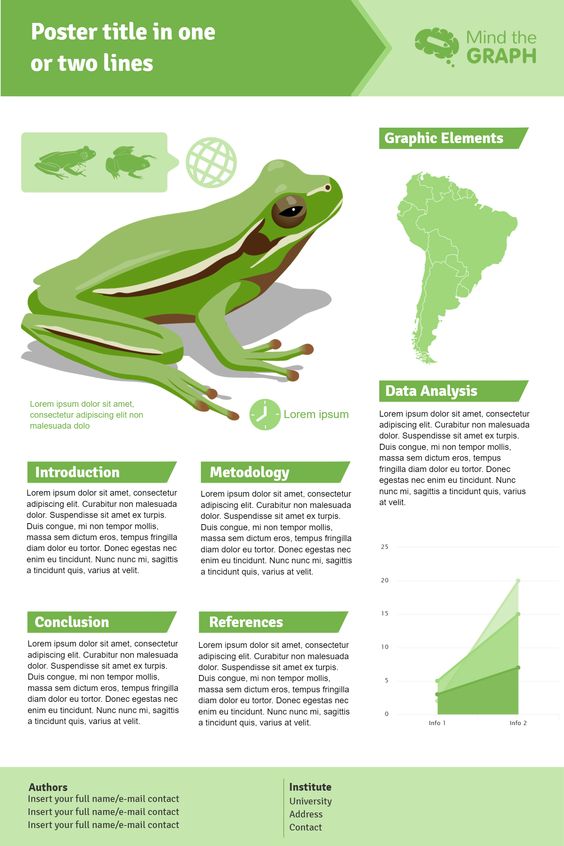 Poster title in one
or two lines
Mind the
GRAPH
Graphic Elements
Lorem ipsum dolor sit amet,
consectetur adipiscing elit non
malesuada dolo
Lorem ipsum
Data Analysis
Lorem ipsum dolor sit amet,
consectetur adipiscing elit.
Curabitur non malesuada
dolor. Suspendisse sit amet
ex turpis. Duis congue, mi
non tempor mollis,
massa sem dictum eros,
tempus fringilla diam dolor
eu tortor. Donec egestas
nec enim eu tincidunt.
Nunc nunc mi, sagittis a
tincidunt quis, varius
at velit.
Introduction
Lorem ipsum dolor sit amet, consectetur
adipiscing elit. Curabitur non malesuada
dolor. Suspendisse sit amet ex turpis.
Duis congue, mi non tempor mollis,
massa sem dictum eros, tempus fringilla
diam dolor eu tortor. Donec egestas nec
enim eu tincidunt. Nunc nunc mi, sagittis
a tincidunt quis, varius at velit.
Metodology
Lorem ipsum dolor sit amet, consectetur
adipiscing elit. Curabitur non malesuada
dolor. Suspendisse sit amet ex turpis.
Duis congue, mi non tempor mollis,
massa sem dictum eros, tempus fringilla
diam dolor eu tortor. Donec egestas nec
enim eu tincidunt. Nunc nunc mi, sagittis
a tincidunt quis, varius at velit.
Conclusion
Lorem ipsum dolor sit amet, consectetur
adipiscing elit. Curabitur non malesuada
dolor. Suspendisse sit amet ex turpis.
Duis congue, mi non tempor mollis,
massa sem dictum eros, tempus fringilla
diam dolor eu tortor. Donec egestas nec
enim eu tincidunt. Nunc nunc mi, sagittis
a tincidunt quis, varius at velit.
References
Lorem ipsum dolor sit amet, consectetur
adipiscing elit. Curabitur non malesuada
dolor. Suspendisse sit amet ex turpis.
Duis congue, mi non tempor mollis,
massa sem dictum eros, tempus fringilla
diam dolor eu tortor. Donec egestas nec
enim eu tincidunt. Nunc nunc mi, sagittis
a tincidunt quis, varius at velit.
25
20
15
10
5
0
Info 1
Info 2
Authors
Insert your full name/e-mail contact
Insert your full name/e-mail contact
Insert your full name/e-mail contact
Institute
University
Address
Contact